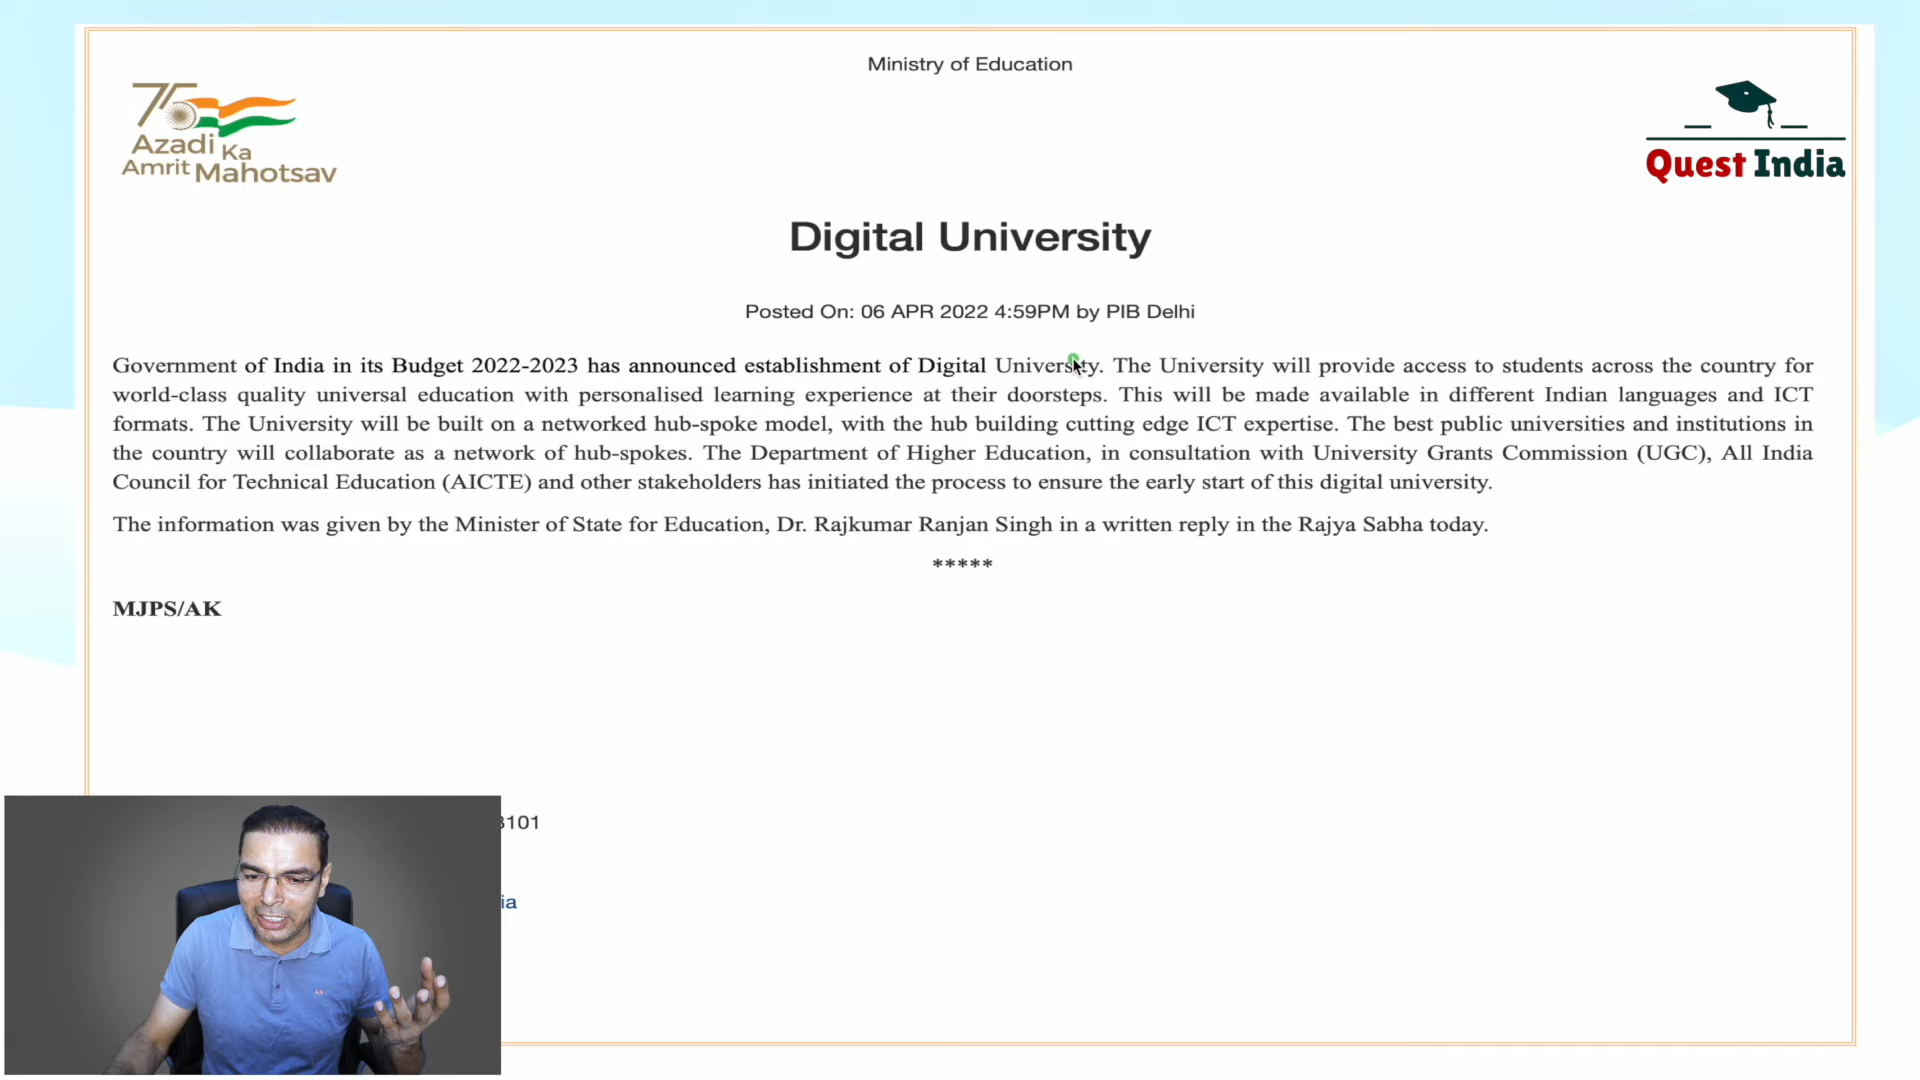 Ministry of Education
75
Azadi Ka
Amrit Mahotsav
Quest India
Digital University
Posted On: 06 APR 2022 4:59PM by PIB Delhi
Government of India in its Budget 2022-2023 has announced establishment of Digital University. The University will provide access to students across the country for
world-class quality universal education with personalised learning experience at their doorsteps. This will be made available in different Indian languages and ICT
formats. The University will be built on a networked hub-spoke model, with the hub building cutting edge ICT expertise. The best public universities and institutions in
the country will collaborate as a network of hub-spokes. The Department of Higher Education, in consultation with University Grants Commission (UGC), All India
Council for Technical Education (AICTE) and other stakeholders has initiated the process to ensure the early start of this digital university.
The information was given by the Minister of State for Education, Dr. Rajkumar Ranjan Singh in a written reply in the Rajya Sabha today.
*****
MJPS/AK
3101
ia